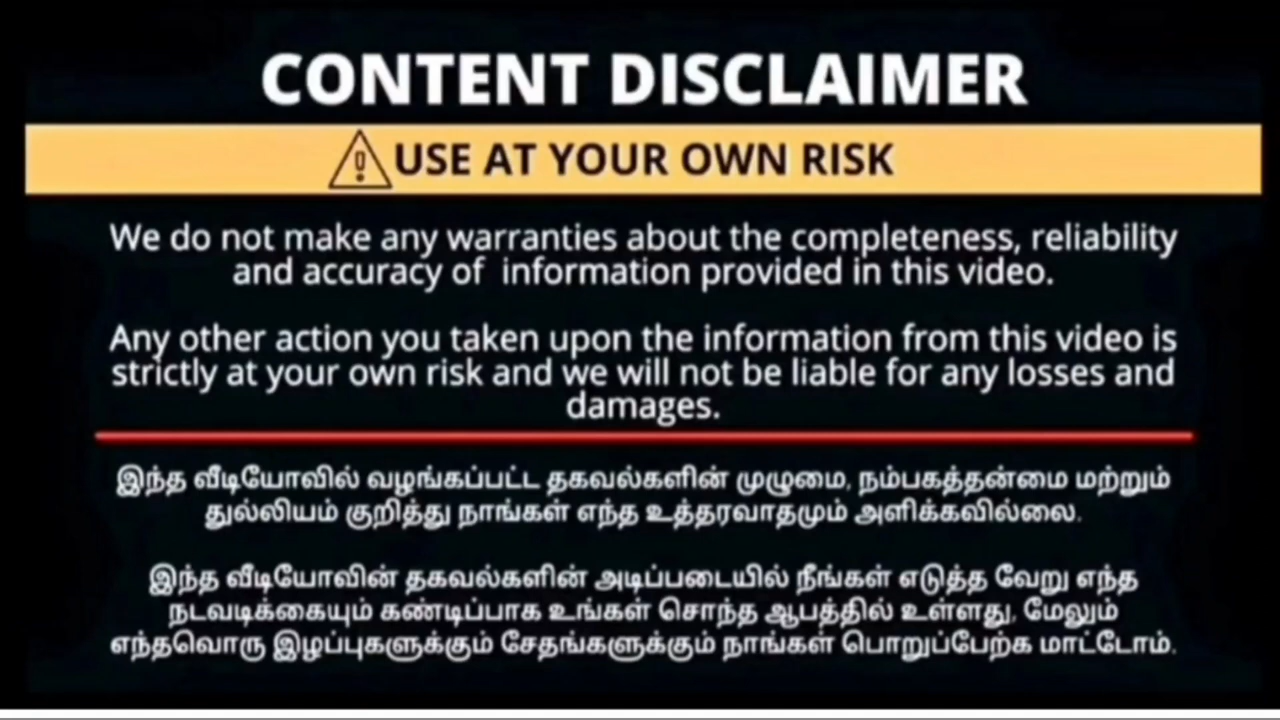 CONTENT DISCLAIMER
USE AT YOUR OWN RISK
We do not make any warranties about the completeness, reliability
and accuracy of information provided in this video.
Any other action you taken upon the information from this video is
strictly at your own risk and we will not be liable for any losses and
damages.
இந்த வீடியோவில் வழங்கப்பட்ட தகவல்களின் முழுமை, நம்பகத்தன்மை மற்றும்
துல்லியம் குறித்து நாங்கள் எந்த உத்தரவாதமும் அளிக்கவில்லை.
இந்த வீடியோவின் தகவல்களின் அடிப்படையில் நீங்கள் எடுத்த வேறு எந்த
நடவடிக்கையும் கண்டிப்பாக உங்கள் சொந்த ஆபத்தில் உள்ளது, மேலும்
எந்தவொரு இழப்புகளுக்கும் சேதங்களுக்கும் நாங்கள் பொறுப்பேற்க மாட்டோம்.